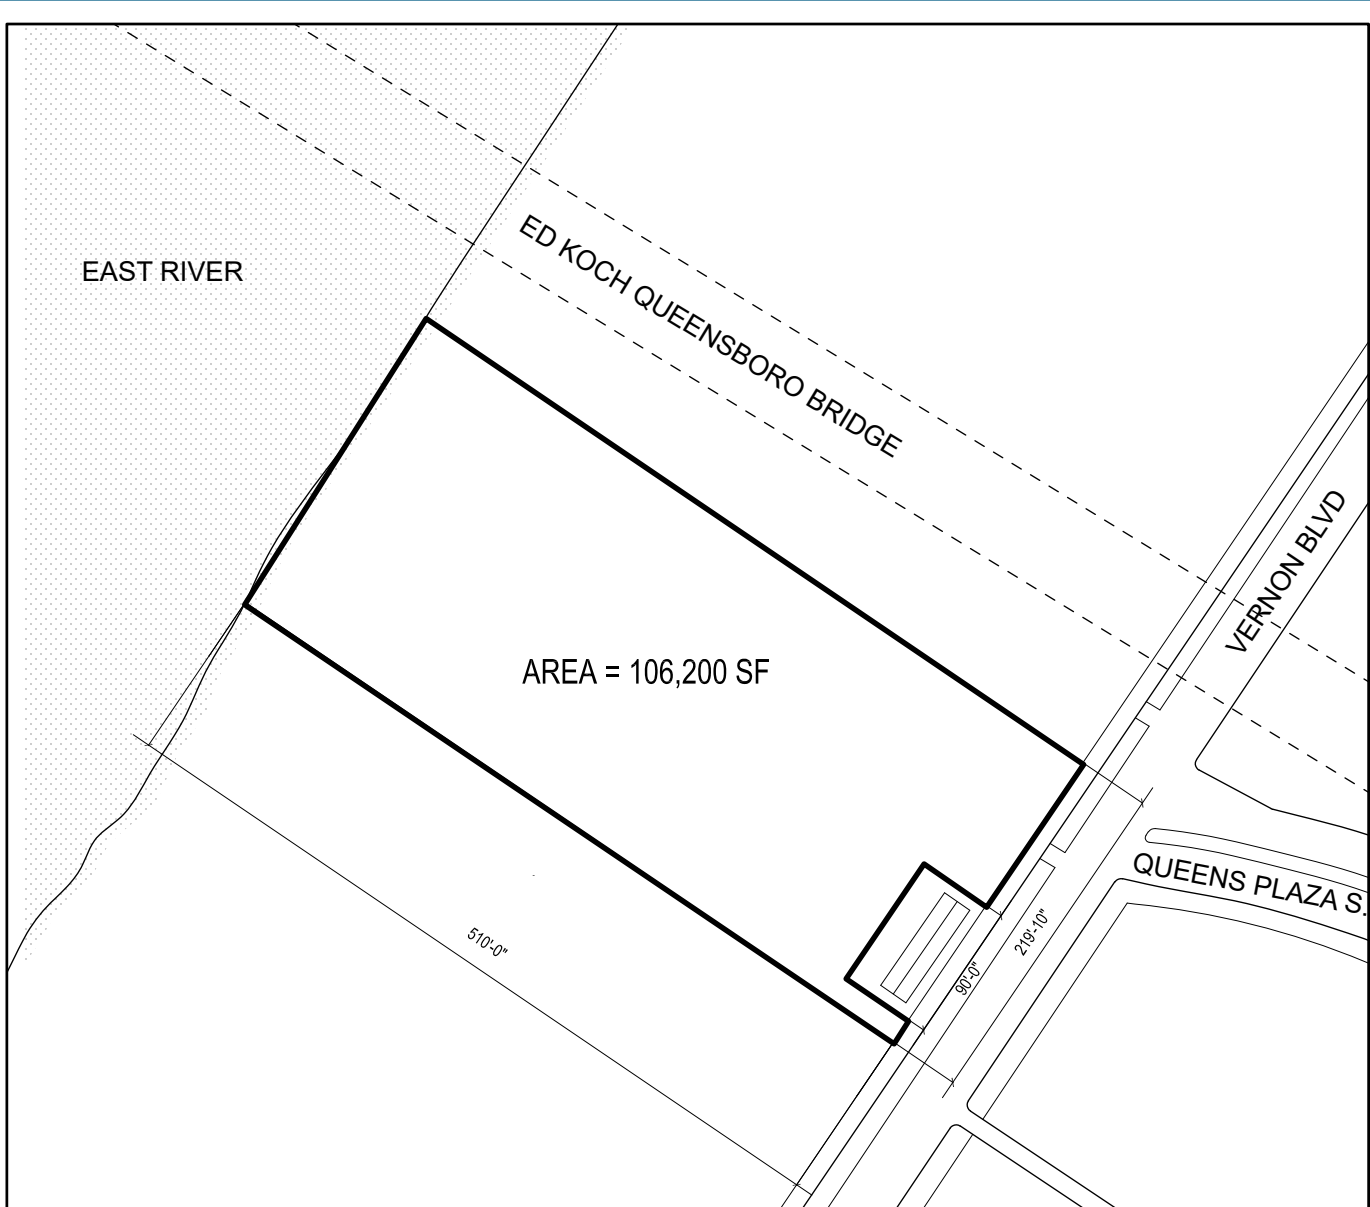 ED KOCH QUEENSBORO BRIDGE
EAST RIVER
VERNON BLVD
AREA = 106,200 SF
QUEENS PLAZA S.
219'-10"
510'-0"
90'-0"